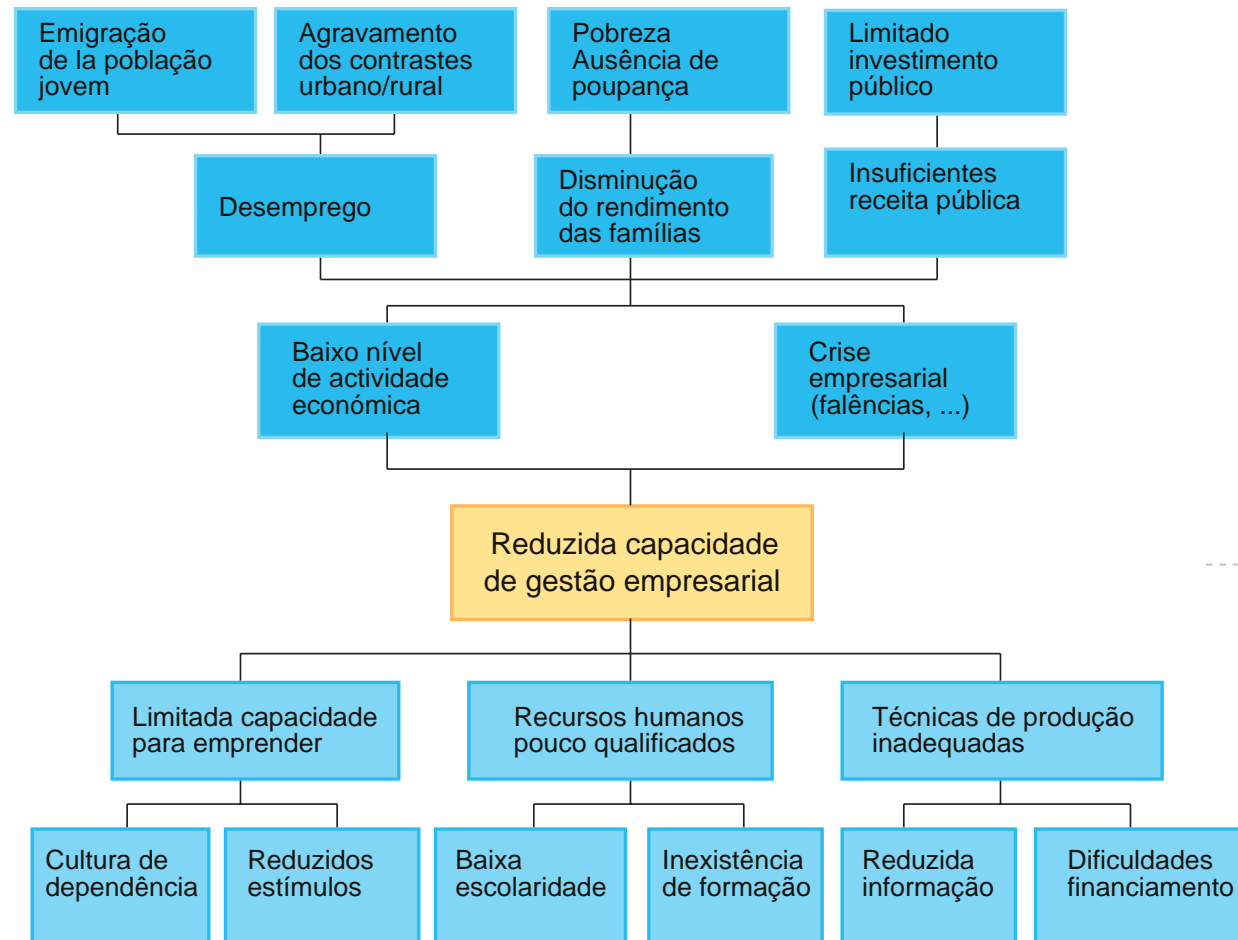 Emigração
de la població
jovem
Agravamento
dos contrastes
urbano/rural
Pobreza
Ausência de
poupança
Limitado
investimento
público
Desemprego
Disminução
do rendimento
das famílias
Insuficientes
receita pública
Baixo nível
de actividade
económica
Crise
empresarial
(falências, ...)
Reduzida capacidade
de gestão empresarial
Limitada capacidade
para emprender
Recursos humanos
pouco qualificados
Técnicas de produção
inadequadas
Cultura de
dependência
Reduzidos
estímulos
Baixa
escolaridade
Inexistência
de formação
Reduzida
informação
Dificuldades
financiamento